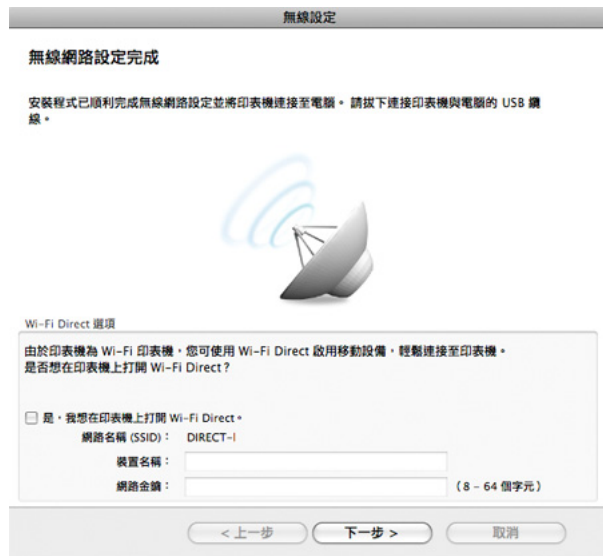 無線設定
無線網路設定完成
安裝程式已順利完成無線網路設定並將印表機連接至電腦。 請拔下連接印表機與電腦的 USB 纜
線。
Wi-Fi Direct 選項
由於印表機為 Wi-Fi 印表機，您可使用 Wi-Fi Direct 啟用移動設備，輕鬆連接至印表機。
是否想在印表機上打開 Wi-Fi Direct？
是，我想在印表機上打開 Wi-Fi Direct。
網路名稱 (SSID)： DIRECT-I
裝置名稱：
網路金鑰： （8 - 64 個字元）
< 上一步 下一步 > 取消